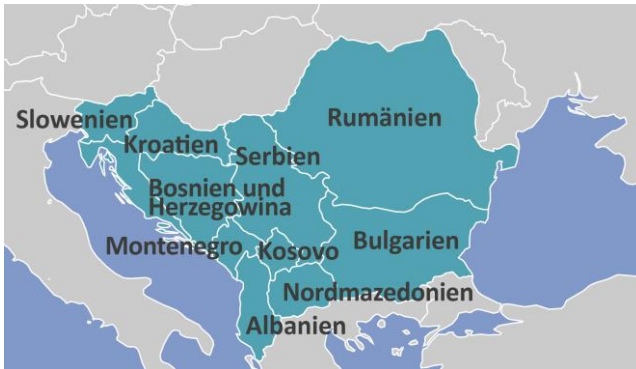 Slowenien
Rumänien
Kroatien
Serbien
Bosnien und
Herzegowina
Montenegro
Kosovo
Bulgarien
Nordmazedonien
Albanien